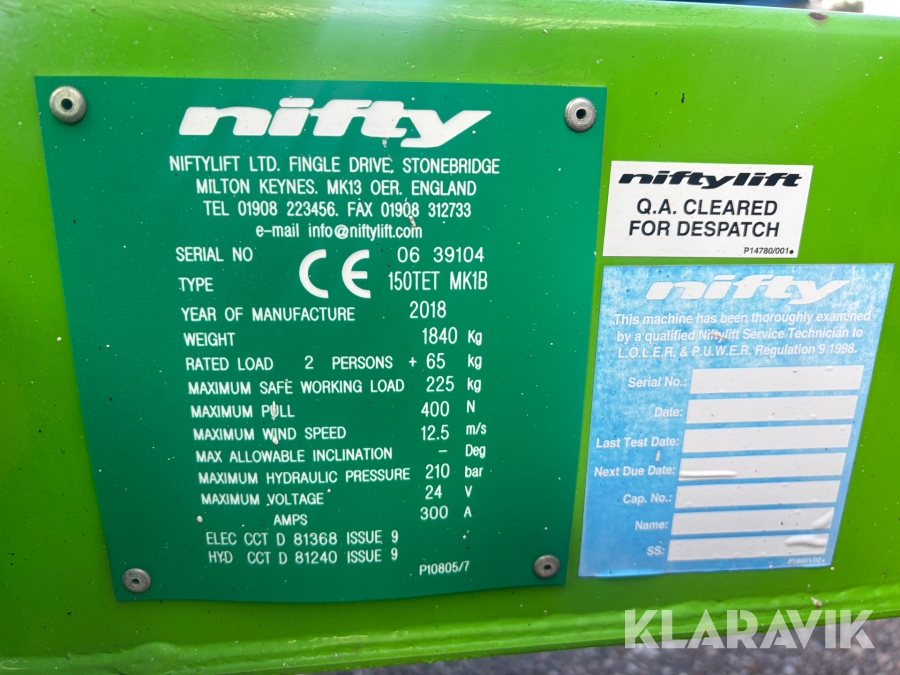 nifty
NIFTYLIFT LTD. FINGLE DRIVE, STONEBRIDGE
MILTON KEYNES. MK13 OER. ENGLAND
TEL 01908 223456. FAX 01908 312733
e-mail info@niftylift.com
SERIAL NO 06 39104
TYPE CE 150TET MK1B
YEAR OF MANUFACTURE 2018
WEIGHT 1840 Kg
RATED LOAD 2 PERSONS + 65 kg
MAXIMUM SAFE WORKING LOAD 225 kg
MAXIMUM PULL 400 N
MAXIMUM WIND SPEED 12.5 m/s
MAX ALLOWABLE INCLINATION – Deg
MAXIMUM HYDRAULIC PRESSURE 210 bar
MAXIMUM VOLTAGE 24 V
AMPS 300 A
ELEC CCT D 81368 ISSUE 9
HYD CCT D 81240 ISSUE 9
P10805/7
niftylift
Q.A. CLEARED
FOR DESPATCH
P14780/001
nifty
This machine has been thoroughly examined
by a qualified Niftylift Service Technician to
L.O.L.E.R. & P.U.W.E.R. Regulation 9 1998.
Serial No.:
Date:
Last Test Date:
Next Due Date:
Cap. No.:
Name:
SS:
KLARAVIK